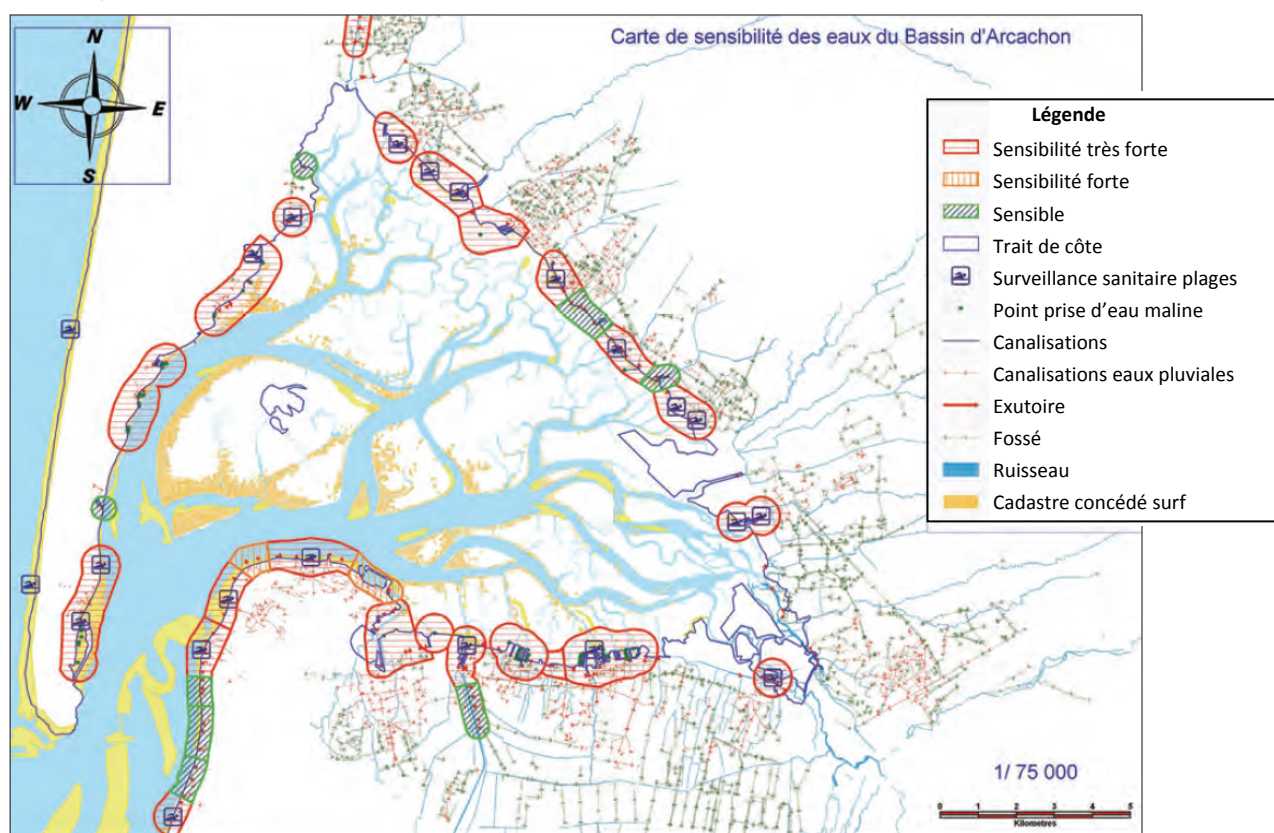 Carte de sensibilité des eaux du Bassin d'Arcachon
N
W E
S
Légende
Sensibilité très forte
Sensibilité forte
Sensible
Trait de côte
Surveillance sanitaire plages
Point prise d’eau maline
Canalisations
Canalisations eaux pluviales
Exutoire
Fossé
Ruisseau
Cadastre concédé surf
1/ 75 000
0 1 2 3 4 5
Kilometres